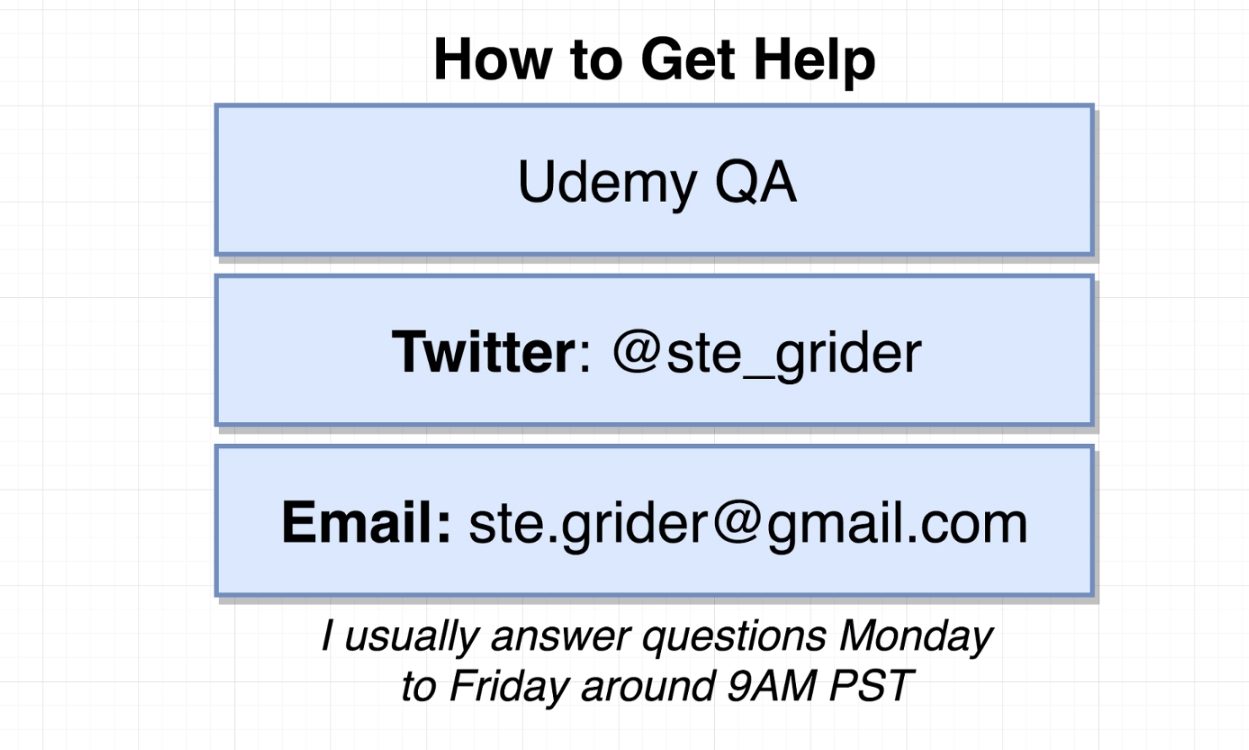 How to Get Help
Udemy QA
Twitter: @ste_grider
Email: ste.grider@gmail.com
I usually answer questions Monday
to Friday around 9AM PST